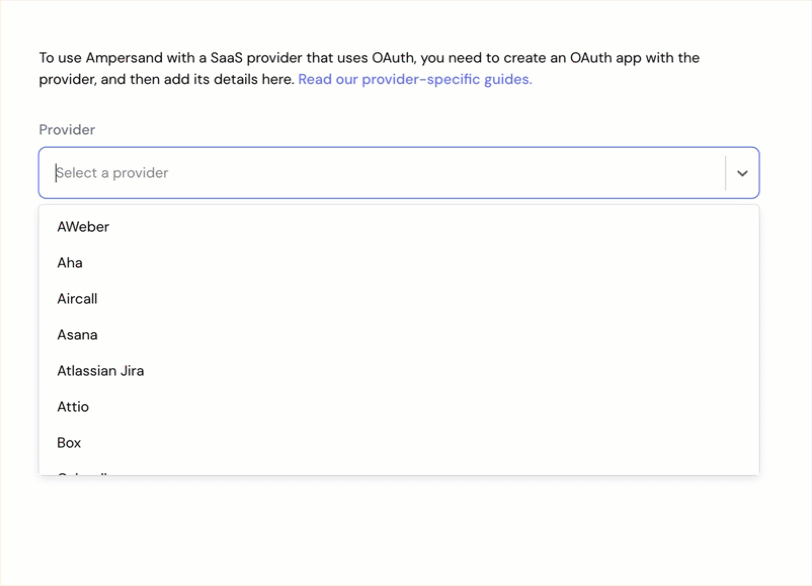 To use Ampersand with a SaaS provider that uses OAuth, you need to create an OAuth app with the
provider, and then add its details here. Read our provider-specific guides.
Provider
Select a provider
AWeber
Aha
Aircall
Asana
Atlassian Jira
Attio
Box